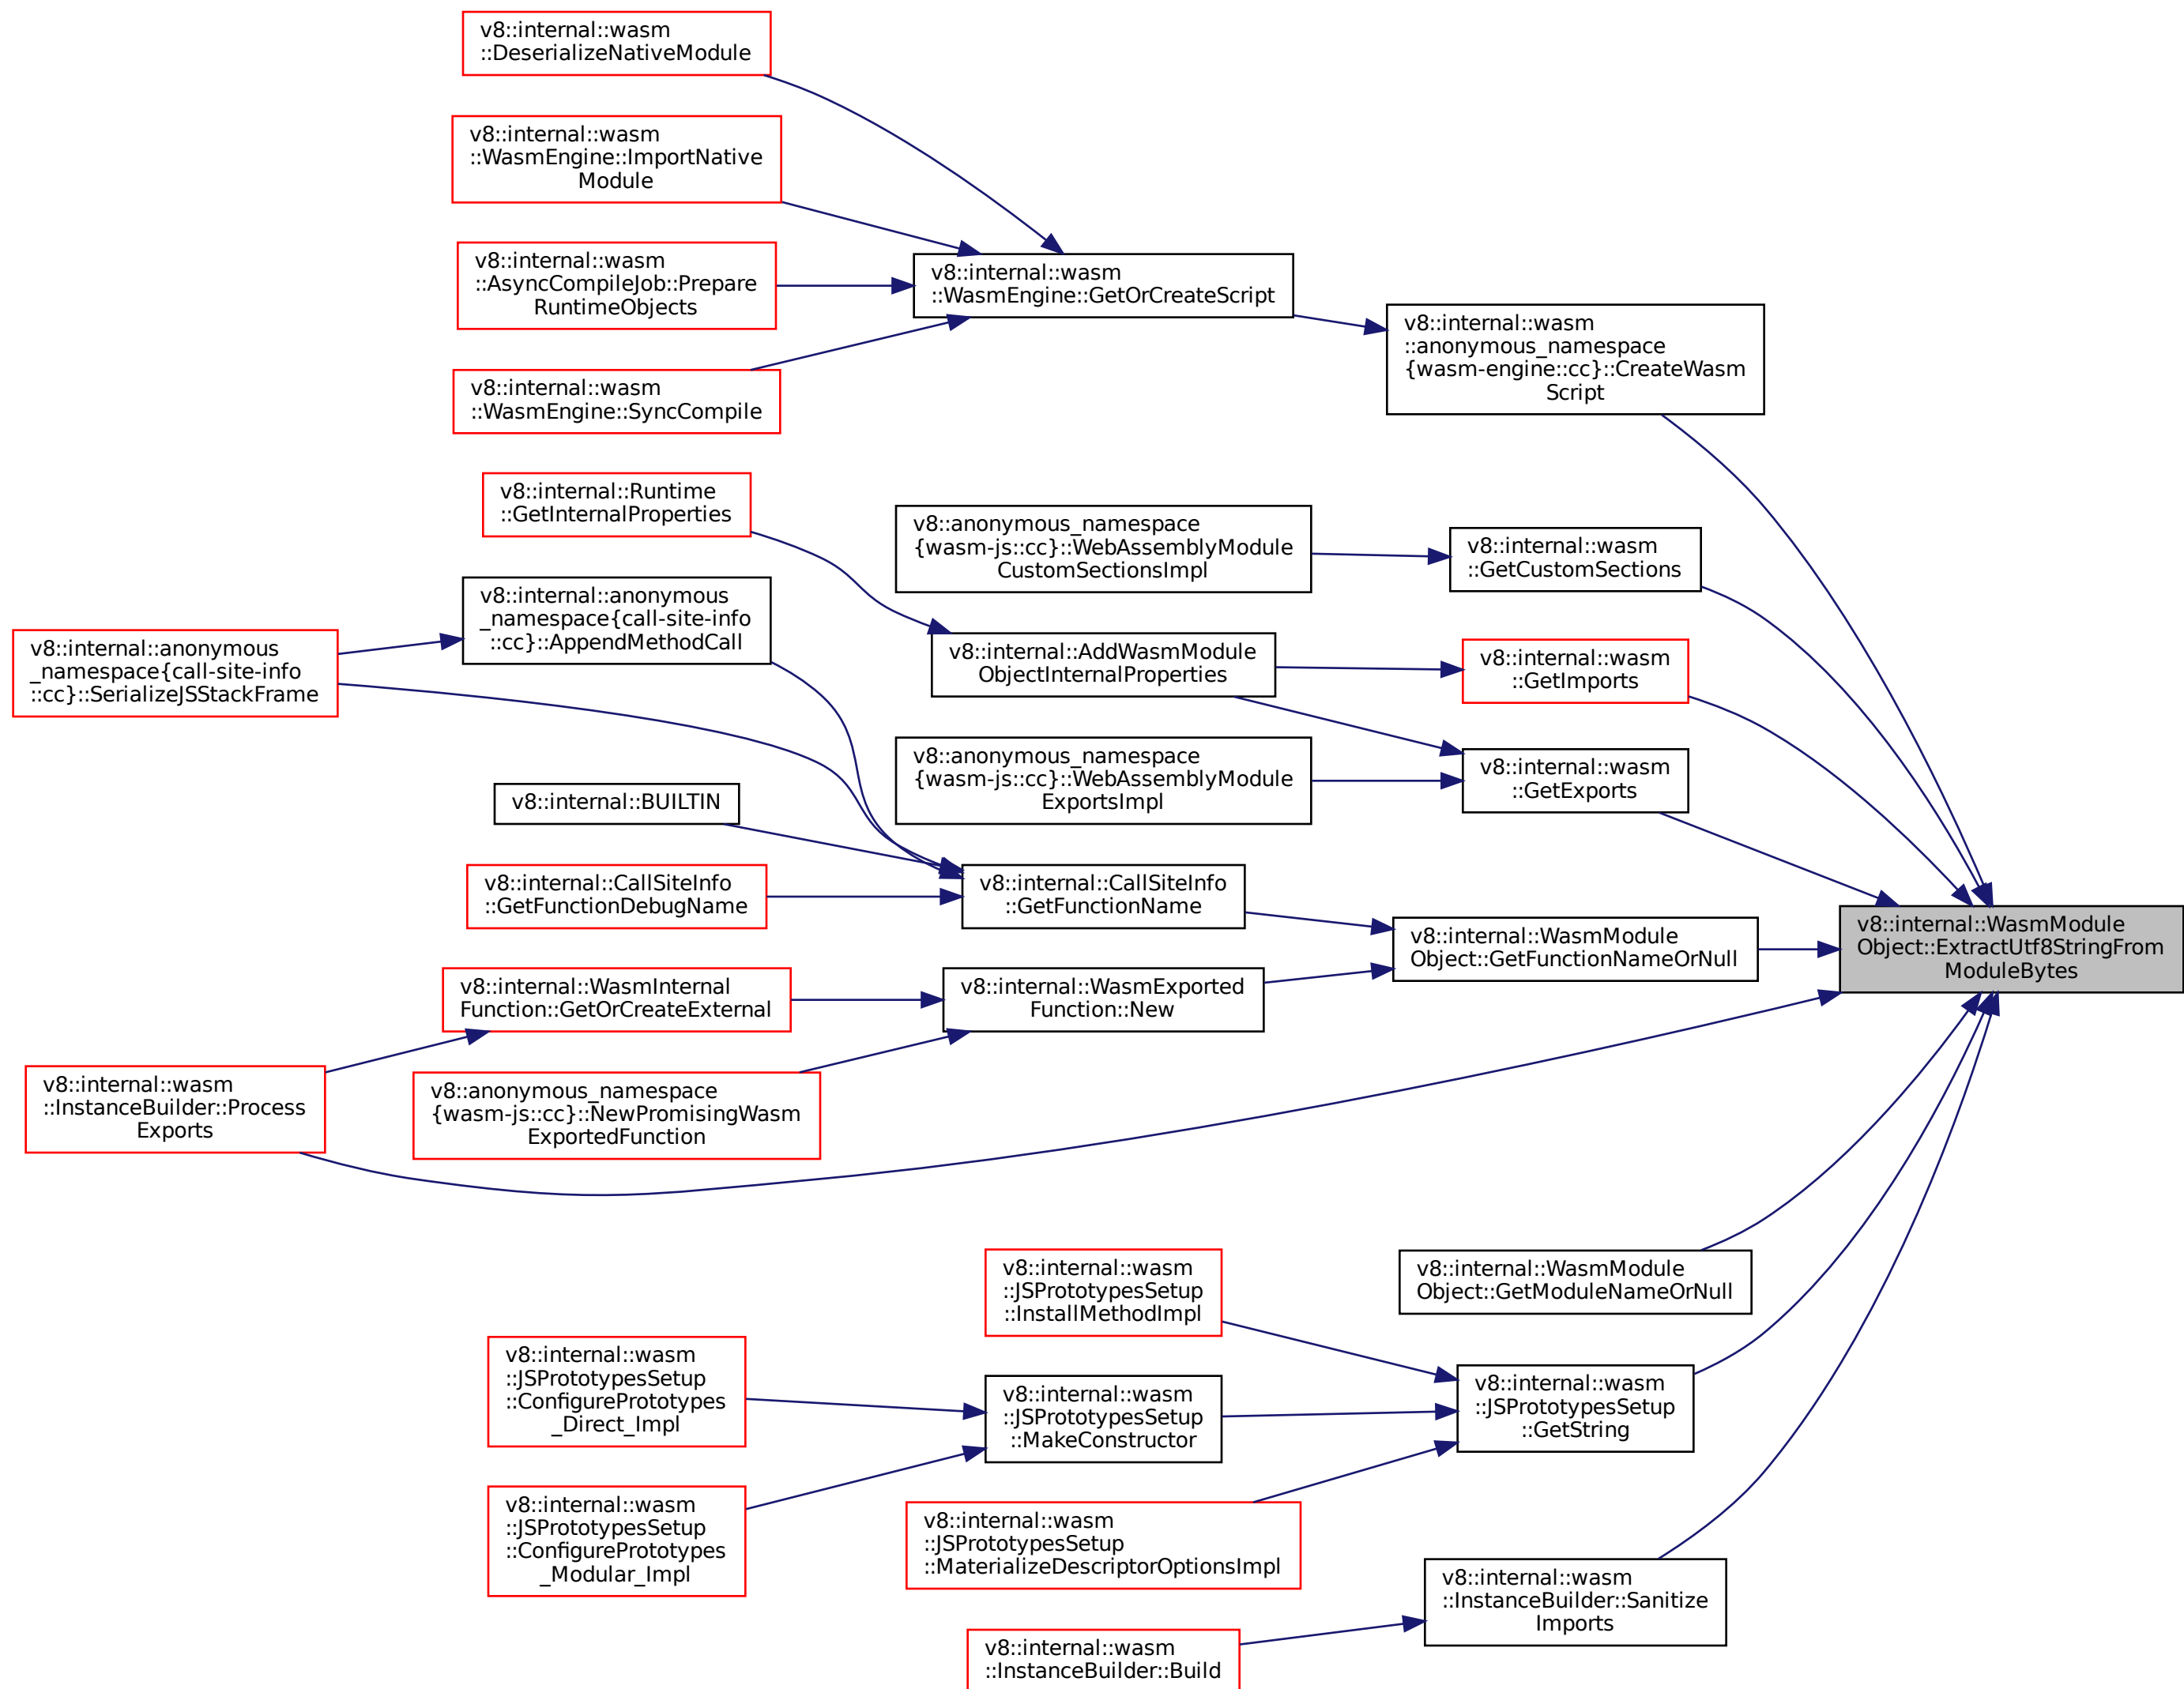 v8::internal::wasm
::DeserializeNativeModule
v8::internal::wasm
::WasmEngine::ImportNative
Module
v8::internal::wasm
::AsyncCompileJob::Prepare
RuntimeObjects
v8::internal::wasm
::WasmEngine::SyncCompile
v8::internal::wasm
::WasmEngine::GetOrCreateScript
v8::internal::wasm
::anonymous_namespace
{wasm-engine::cc}::CreateWasm
Script
v8::internal::Runtime
::GetInternalProperties
v8::anonymous_namespace
{wasm-js::cc}::WebAssemblyModule
CustomSectionsImpl
v8::internal::wasm
::GetCustomSections
v8::internal::anonymous
_namespace{call-site-info
::cc}::AppendMethodCall
v8::internal::anonymous
_namespace{call-site-info
::cc}::SerializeJSStackFrame
v8::internal::AddWasmModule
ObjectInternalProperties
v8::internal::wasm
::GetImports
v8::anonymous_namespace
{wasm-js::cc}::WebAssemblyModule
ExportsImpl
v8::internal::wasm
::GetExports
v8::internal::BUILTIN
v8::internal::CallSiteInfo
::GetFunctionDebugName
v8::internal::CallSiteInfo
::GetFunctionName
v8::internal::WasmModule
Object::GetFunctionNameOrNull
v8::internal::WasmModule
Object::ExtractUtf8StringFrom
ModuleBytes
v8::internal::WasmInternal
Function::GetOrCreateExternal
v8::internal::WasmExported
Function::New
v8::internal::wasm
::InstanceBuilder::Process
Exports
v8::anonymous_namespace
{wasm-js::cc}::NewPromisingWasm
ExportedFunction
v8::internal::WasmModule
Object::GetModuleNameOrNull
v8::internal::wasm
::JSPrototypesSetup
::InstallMethodImpl
v8::internal::wasm
::JSPrototypesSetup
::ConfigurePrototypes
_Direct_Impl
v8::internal::wasm
::JSPrototypesSetup
::MakeConstructor
v8::internal::wasm
::JSPrototypesSetup
::GetString
v8::internal::wasm
::JSPrototypesSetup
::ConfigurePrototypes
_Modular_Impl
v8::internal::wasm
::JSPrototypesSetup
::MaterializeDescriptorOptionsImpl
v8::internal::wasm
::InstanceBuilder::Sanitize
Imports
v8::internal::wasm
::InstanceBuilder::Build